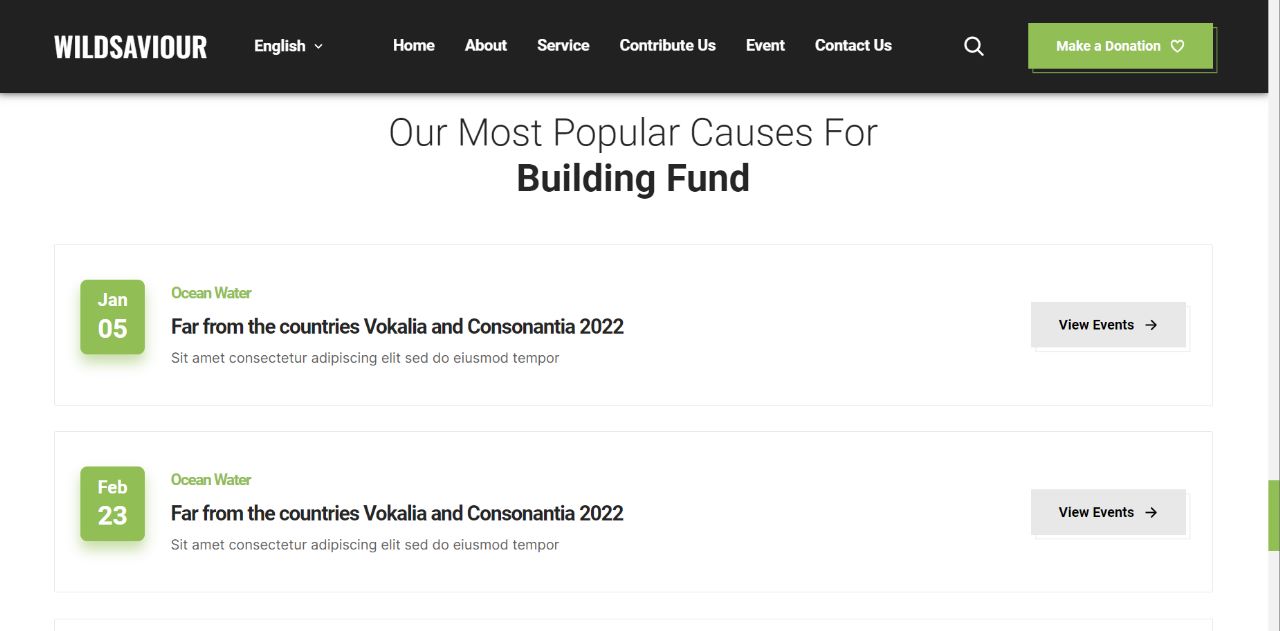 WILDSAVIOUR English Home About Service Contribute Us Event Contact Us Make a Donation
Our Most Popular Causes For
Building Fund
Jan
05
Ocean Water
Far from the countries Vokalia and Consonantia 2022
Sit amet consectetur adipiscing elit sed do eiusmod tempor
View Events
Feb
23
Ocean Water
Far from the countries Vokalia and Consonantia 2022
Sit amet consectetur adipiscing elit sed do eiusmod tempor
View Events